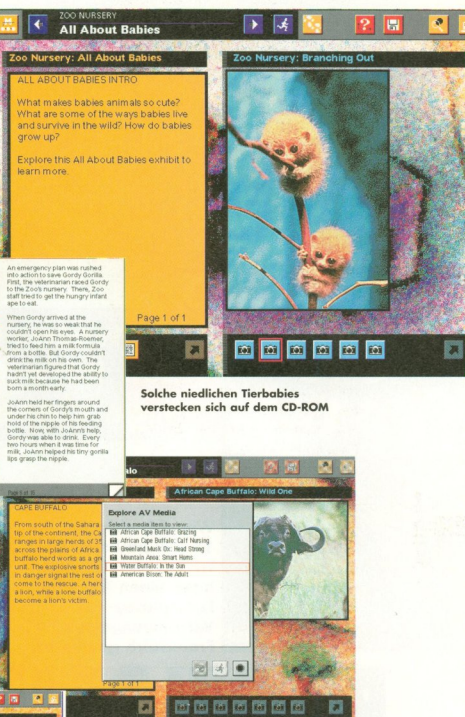 ZOO NURSERY
All About Babies
Zoo Nursery: All About Babies
ALL ABOUT BABIES INTRO
What makes babies animals so cute?
What are some of the ways babies live
and survive in the wild? How do babies
grow up?
Explore this All About Babies exhibit to
learn more.
Page 1 of 1
Zoo Nursery: Branching Out
An emergency plan was rushed
into action to save Gordy Gorilla
First, the veterinarian raced Gordy
to the Zoo's nursery. There, Zoo
staff tried to get the hungry infant
ape to eat.
When Gordy arrived at the
nursery, he was so weak that he
couldn't open his eyes. A nursery
worker, JoAnn Thomas-Roemer,
tried to feed him a milk formula
from a bottle. But Gordy couldn't
drink the milk on his own. The
veterinarian figured that Gordy
hadn't yet developed the ability to
suck milk because he had been
born a month early.
JoAnn held her fingers around
the corners of Gordy's mouth and
under his chin to help him grab
hold of the nipple of his feeding
bottle. Now, with JoAnn's help,
Gordy was able to drink. Every
two hours when it was time for
milk, JoAnn helped his tiny gorilla
lips grasp the nipple.
Solche niedlichen Tierbabies
verstecken sich auf dem CD-ROM
alo
African Cape Buffalo: Wild One
CAPE BUFFALO
From south of the Sahara
tip of the continent, the Ca
ranges in large herds of 35
across the plains of Africa
buffalo herd works as a gr
unit. The explosive snorts
in danger signal the rest o
come to the rescue. A her
a lion, while a lone buffalo
become a lion's victim.
Page 1 of 1
Explore AV Media
Select a media item to view:
African Cape Buffalo: Grazing
African Cape Buffalo: Calf Nursing
Greenland Musk Ox: Head Strong
Mountain Anoa: Smart Horns
Water Buffalo: In the Sun
American Bison: The Adult